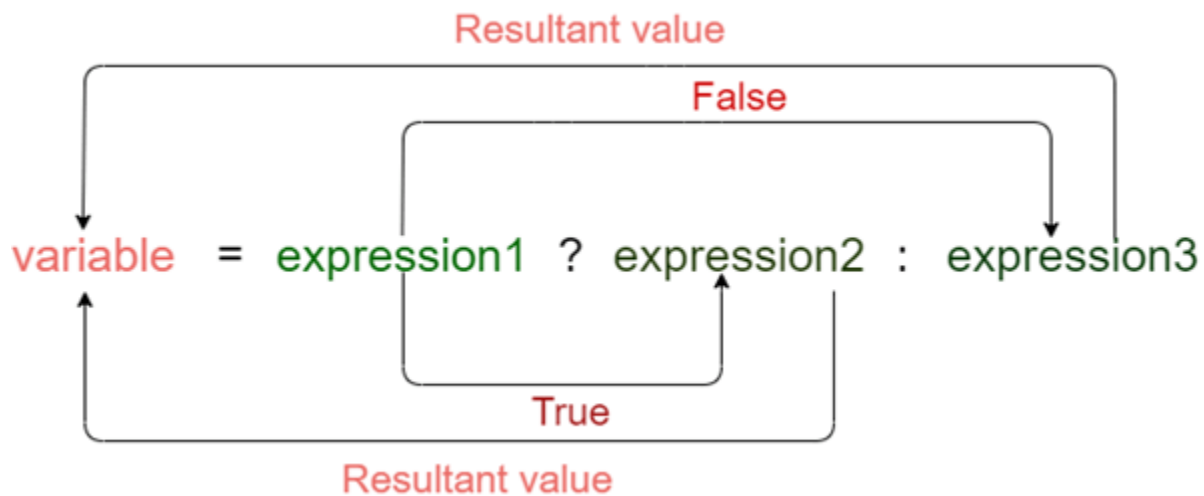 Resultant value
False
variable = expression1 ? expression2 : expression3
True
Resultant value